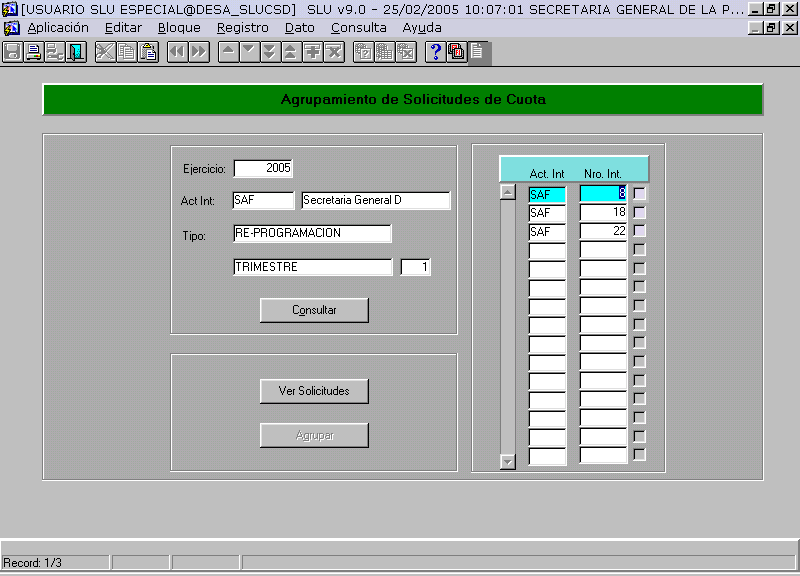 [USUARIO SLU ESPECIAL@DESA_SLUCSD]  SLU v9.0 - 25/02/2005 10:07:01 SECRETARIA GENERAL DE LA P...
Aplicación Editar Bloque Registro Dato Consulta Ayuda
Agrupamiento de Solicitudes de Cuota
Ejercicio: 2005
Act Int: SAF Secretaria General D
Tipo: RE-PROGRAMACION
TRIMESTRE 1
Consultar
Ver Solicitudes
Agrupar
Act. Int Nro. Int.
SAF 8
SAF 18
SAF 22
Record: 1/3